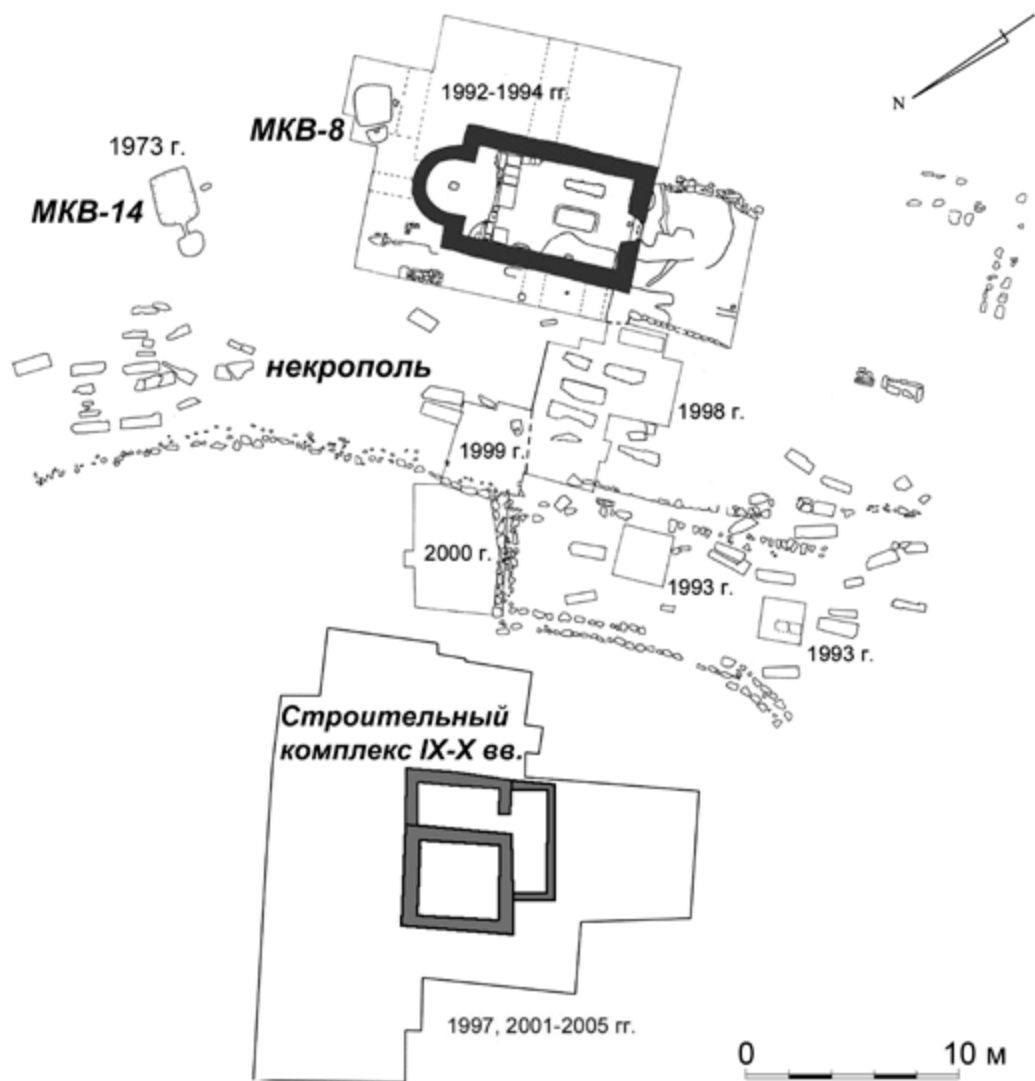 1992-1994 гг.
N
МКВ-8
1973 г.
МКВ-14
некрополь
1998 г.
1999 г.
2000 г.
1993 г.
1993 г.
Строительный
комплекс IX-X вв.
1997, 2001-2005 гг.
0 10 м